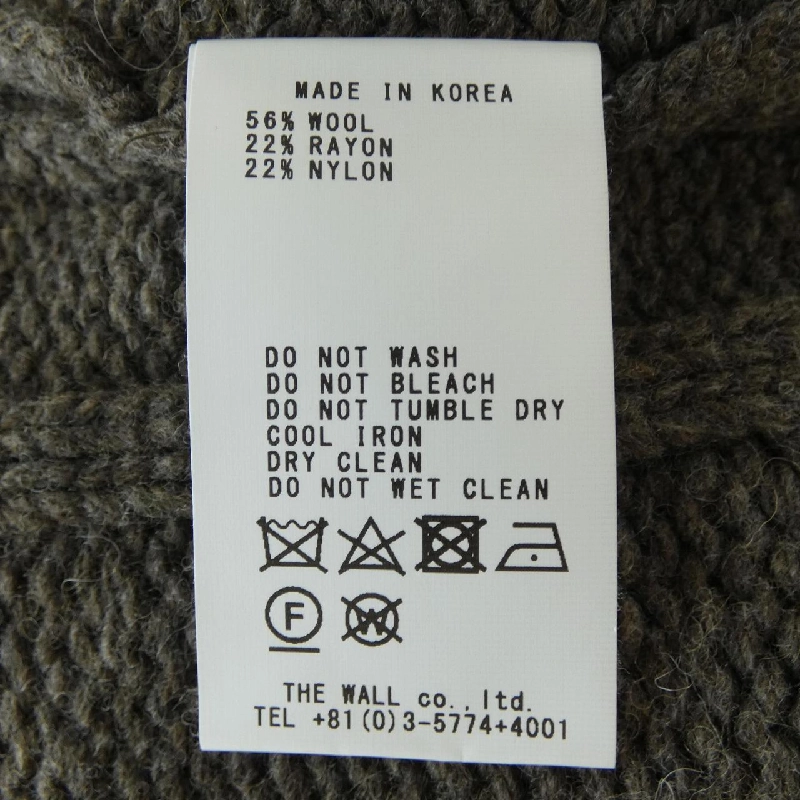 MADE IN KOREA
56% WOOL
22% RAYON
22% NYLON
DO NOT WASH
DO NOT BLEACH
DO NOT TUMBLE DRY
COOL IRON
DRY CLEAN
DO NOT WET CLEAN
F W
THE WALL co.,ltd.
TEL +81(0)3-5774+4001